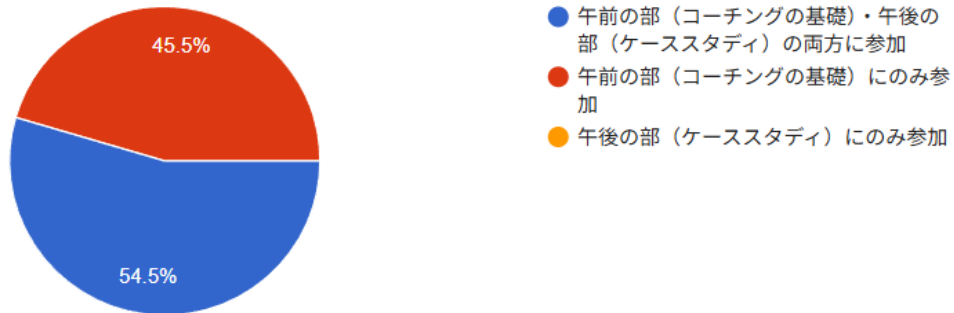 45.5%
54.5%
午前の部（コーチングの基礎）・午後の
部（ケーススタディ）の両方に参加
午前の部（コーチングの基礎）にのみ参
加
午後の部（ケーススタディ）にのみ参加